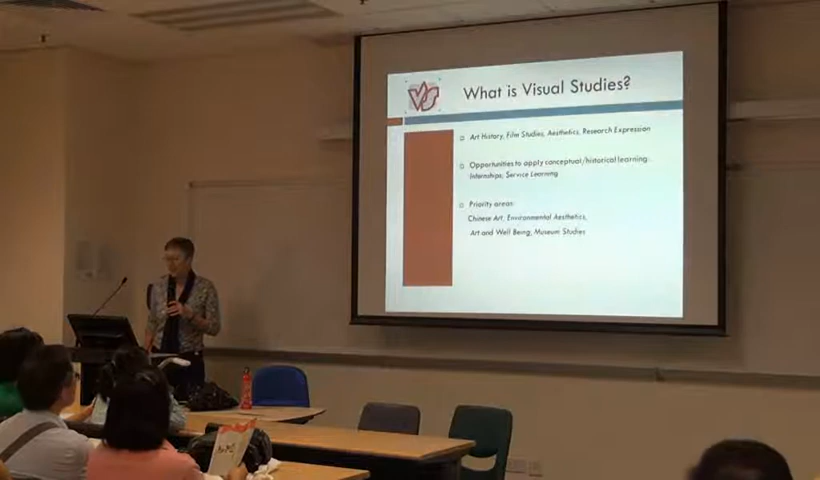 VS
What is Visual Studies?
Art History, Film Studies, Aesthetics, Research Expression
Opportunities to apply conceptual/historical learning:
Internships, Service Learning
Priority areas:
Chinese Art, Environmental Aesthetics,
Art and Well Being, Museum Studies